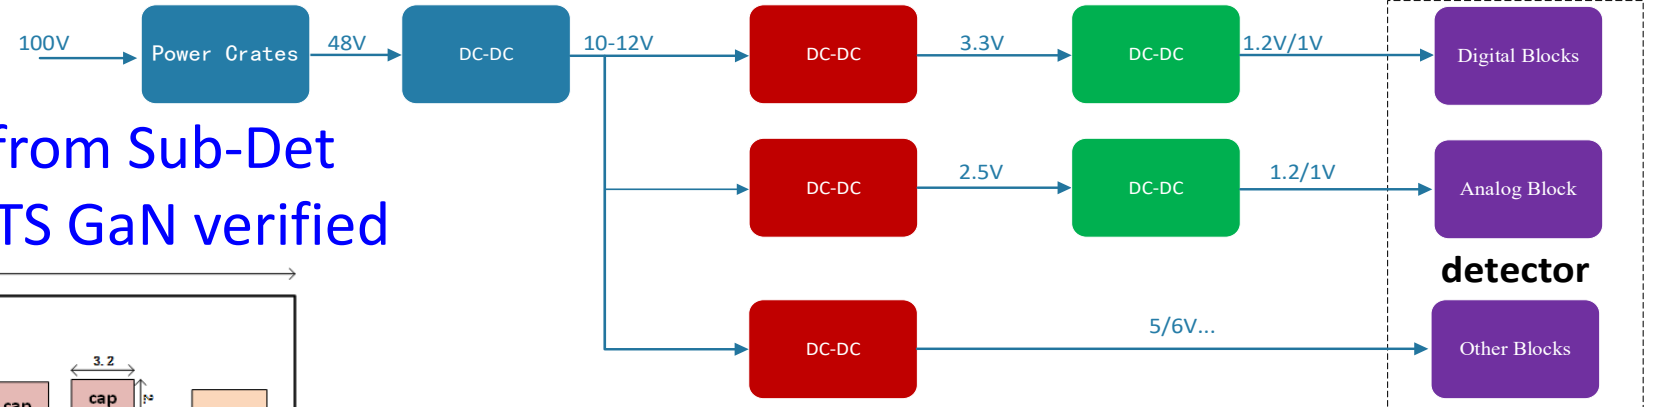 100V
Power Crates
48V
DC-DC
10-12V
DC-DC
3.3V
DC-DC
1.2V/1V
Digital Blocks
from Sub-Det
TS GaN verified
DC-DC
2.5V
DC-DC
1.2/1V
Analog Block
detector
DC-DC
5/6V...
Other Blocks
3.2
cap
cap